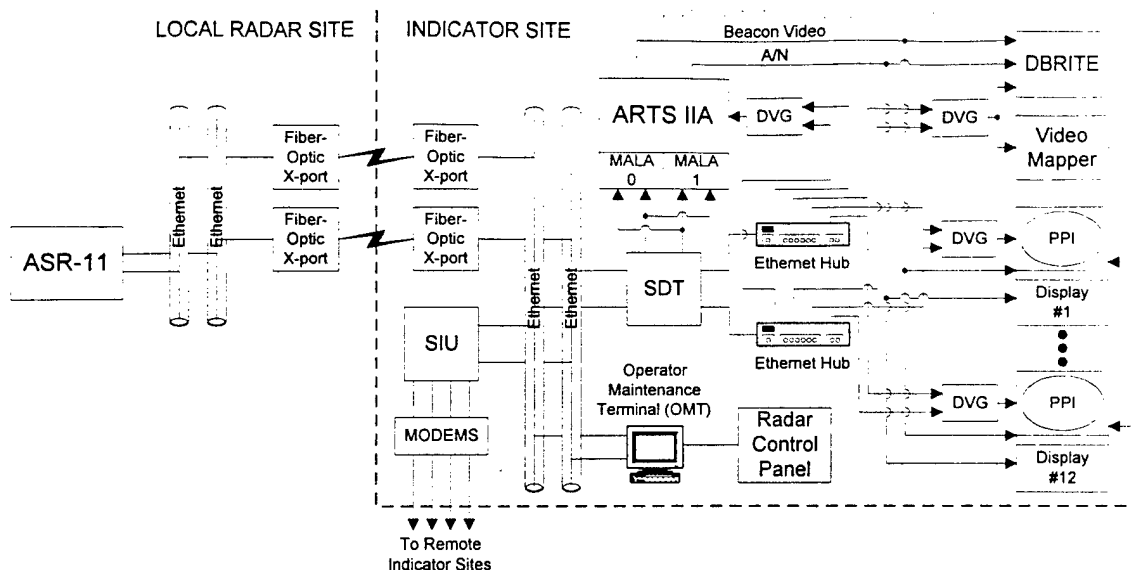 LOCAL RADAR SITE
INDICATOR SITE
Beacon Video
A/N
DBRITE
ARTS IIA
DVG
DVG
Video
Mapper
Fiber-
Optic
X-port
Fiber-
Optic
X-port
MALA
0
MALA
1
Ethernet
Ethernet
Fiber-
Optic
X-port
Fiber-
Optic
X-port
ASR-11
Ethernet Hub
DVG
PPI
Display
#1
SDT
Ethernet
Ethernet
SIU
Ethernet Hub
Operator
Maintenance
Terminal (OMT)
DVG
PPI
Display
#12
MODEMS
Radar
Control
Panel
To Remote
Indicator Sites